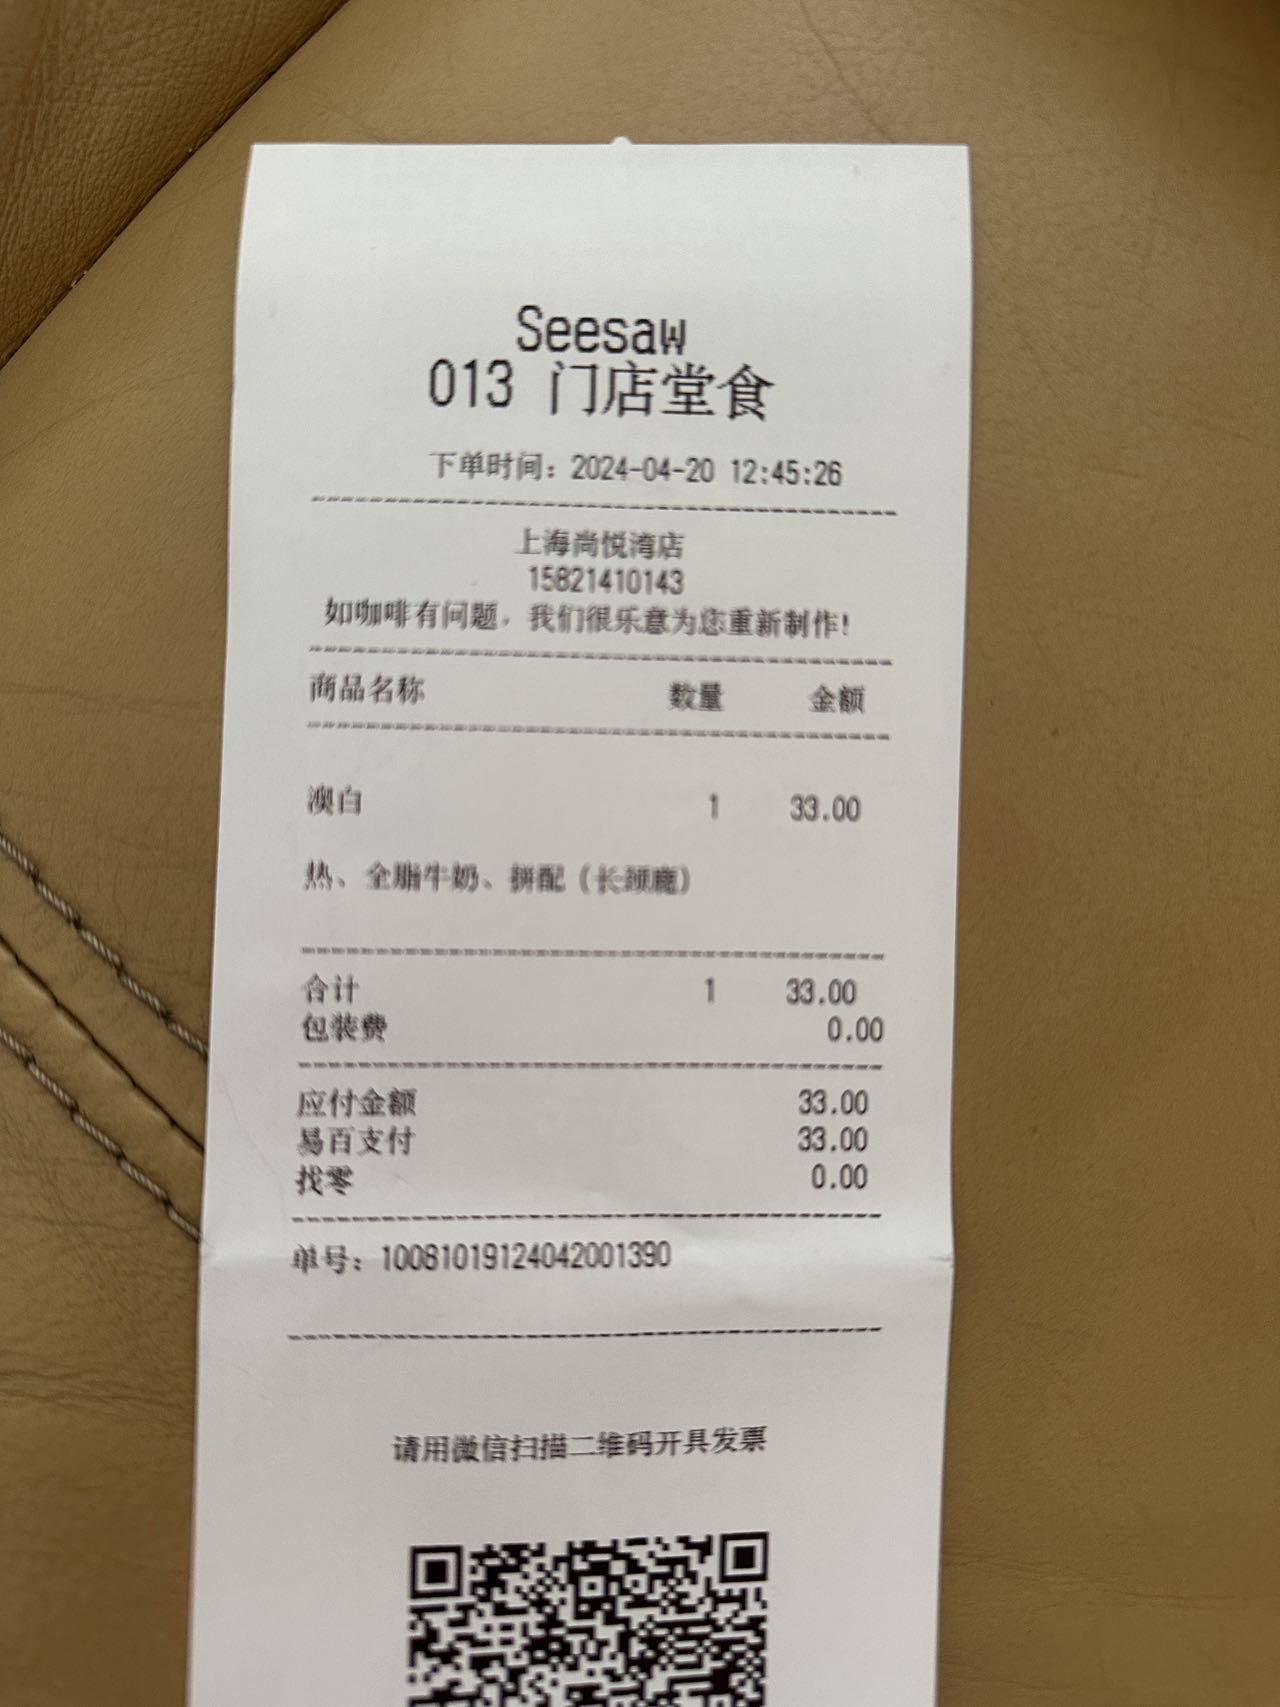 Seesaw
013 门店堂食
下单时间：2024-04-20 12:45:26
上海尚悦湾店
15821410143
如咖啡有问题，我们很乐意为您重新制作！
商品名称 数量 金额
澳白 1 33.00
热、全脂牛奶、拼配（长颈鹿）
合计 1 33.00
包装费 0.00
应付金额 33.00
易百支付 33.00
找零 0.00
单号：10081019124042001390
请用微信扫描二维码开具发票